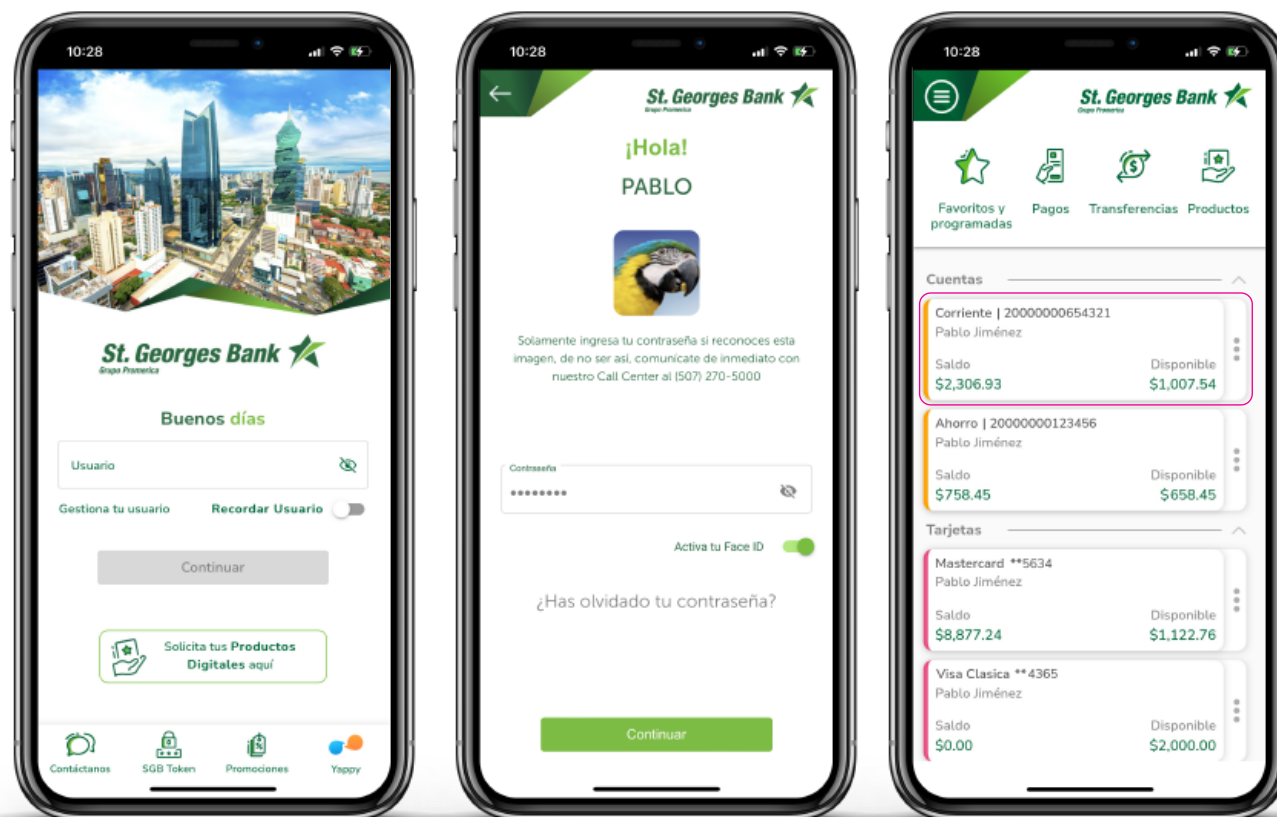 10:28
St. Georges Bank
Grupo Promerica
Buenos días
Usuario
Gestiona tu usuario
Recordar Usuario
Continuar
Solicita tus Productos
Digitales aquí
Contáctanos
SGB Token
Promociones
Yappy
10:28
St. Georges Bank
Grupo Promerica
¡Hola!
PABLO
Solamente ingresa tu contraseña si reconoces esta
imagen, de no ser asi, comunícate de inmediato con
nuestro Call Center al (507) 270-5000
Contraseña
••••••••
Activa tu Face ID
¿Has olvidado tu contraseña?
Continuar
10:28
St. Georges Bank
Grupo Promerica
Favoritos y
programadas
Pagos
Transferencias
Productos
Cuentas
Corriente | 20000000654321
Pablo Jiménez
Saldo Disponible
$2,306.93 $1,007.54
Ahorro | 20000000123456
Pablo Jiménez
Saldo Disponible
$758.45 $658.45
Tarjetas
Mastercard **5634
Pablo Jiménez
Saldo Disponible
$8,877.24 $1,122.76
Visa Clasica **4365
Pablo Jiménez
Saldo Disponible
$0.00 $2,000.00